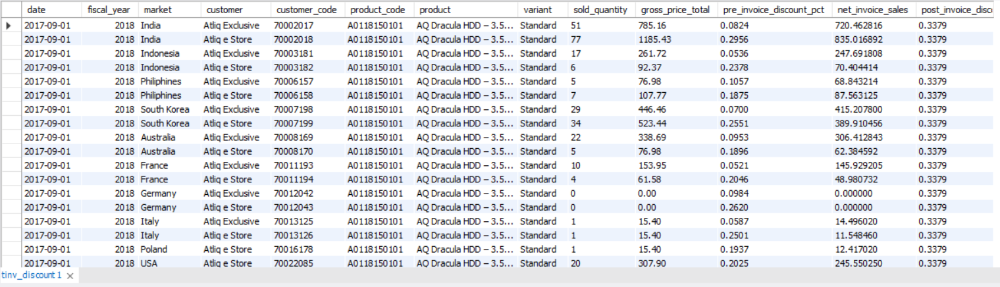 date fiscal_year market customer customer_code product_code product variant sold_quantity gross_price_total pre_invoice_discount_pct net_invoice_sales post_invoice_disc
2017-09-01 2018 India Atliq Exclusive 70002017 A0118150101 AQ Dracula HDD – 3.5... Standard 51 785.16 0.0824 720.462816 0.3379
2017-09-01 2018 India Atliq e Store 70002018 A0118150101 AQ Dracula HDD – 3.5... Standard 77 1185.43 0.2956 835.016892 0.3379
2017-09-01 2018 Indonesia Atliq Exclusive 70003181 A0118150101 AQ Dracula HDD – 3.5... Standard 17 261.72 0.0536 247.691808 0.3379
2017-09-01 2018 Indonesia Atliq e Store 70003182 A0118150101 AQ Dracula HDD – 3.5... Standard 6 92.37 0.2378 70.404414 0.3379
2017-09-01 2018 Philiphines Atliq Exclusive 70006157 A0118150101 AQ Dracula HDD – 3.5... Standard 5 76.98 0.1057 68.843214 0.3379
2017-09-01 2018 Philiphines Atliq e Store 70006158 A0118150101 AQ Dracula HDD – 3.5... Standard 7 107.77 0.1875 87.563125 0.3379
2017-09-01 2018 South Korea Atliq Exclusive 70007198 A0118150101 AQ Dracula HDD – 3.5... Standard 29 446.46 0.0700 415.207800 0.3379
2017-09-01 2018 South Korea Atliq e Store 70007199 A0118150101 AQ Dracula HDD – 3.5... Standard 34 523.44 0.2551 389.910456 0.3379
2017-09-01 2018 Australia Atliq Exclusive 70008169 A0118150101 AQ Dracula HDD – 3.5... Standard 22 338.69 0.0953 306.412843 0.3379
2017-09-01 2018 Australia Atliq e Store 70008170 A0118150101 AQ Dracula HDD – 3.5... Standard 5 76.98 0.1896 62.384592 0.3379
2017-09-01 2018 France Atliq Exclusive 70011193 A0118150101 AQ Dracula HDD – 3.5... Standard 10 153.95 0.0521 145.929205 0.3379
2017-09-01 2018 France Atliq e Store 70011194 A0118150101 AQ Dracula HDD – 3.5... Standard 4 61.58 0.2046 48.980732 0.3379
2017-09-01 2018 Germany Atliq Exclusive 70012042 A0118150101 AQ Dracula HDD – 3.5... Standard 0 0.00 0.0984 0.000000 0.3379
2017-09-01 2018 Germany Atliq e Store 70012043 A0118150101 AQ Dracula HDD – 3.5... Standard 0 0.00 0.2620 0.000000 0.3379
2017-09-01 2018 Italy Atliq Exclusive 70013125 A0118150101 AQ Dracula HDD – 3.5... Standard 1 15.40 0.0587 14.496020 0.3379
2017-09-01 2018 Italy Atliq e Store 70013126 A0118150101 AQ Dracula HDD – 3.5... Standard 1 15.40 0.2501 11.548460 0.3379
2017-09-01 2018 Poland Atliq e Store 70016178 A0118150101 AQ Dracula HDD – 3.5... Standard 1 15.40 0.1937 12.417020 0.3379
2017-09-01 2018 USA Atliq e Store 70022085 A0118150101 AQ Dracula HDD – 3.5... Standard 20 307.90 0.2025 245.550250 0.3379
tinv_discount 1